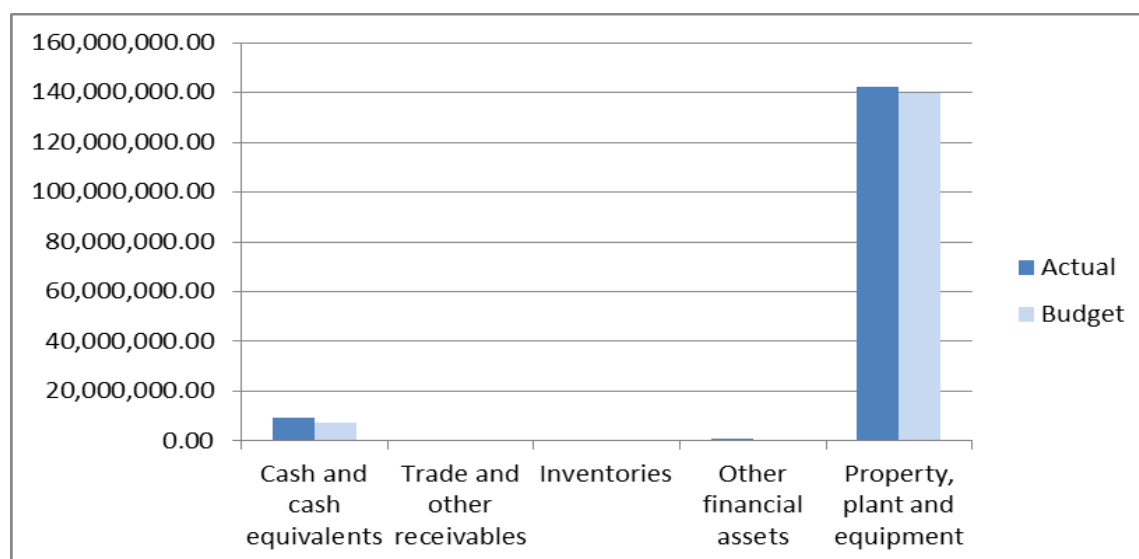 160,000,000.00
140,000,000.00
120,000,000.00
100,000,000.00
80,000,000.00
60,000,000.00
40,000,000.00
20,000,000.00
0.00
Cash and
cash
equivalents
Trade and
other
receivables
Inventories
Other
financial
assets
Property,
plant and
equipment
Actual
Budget